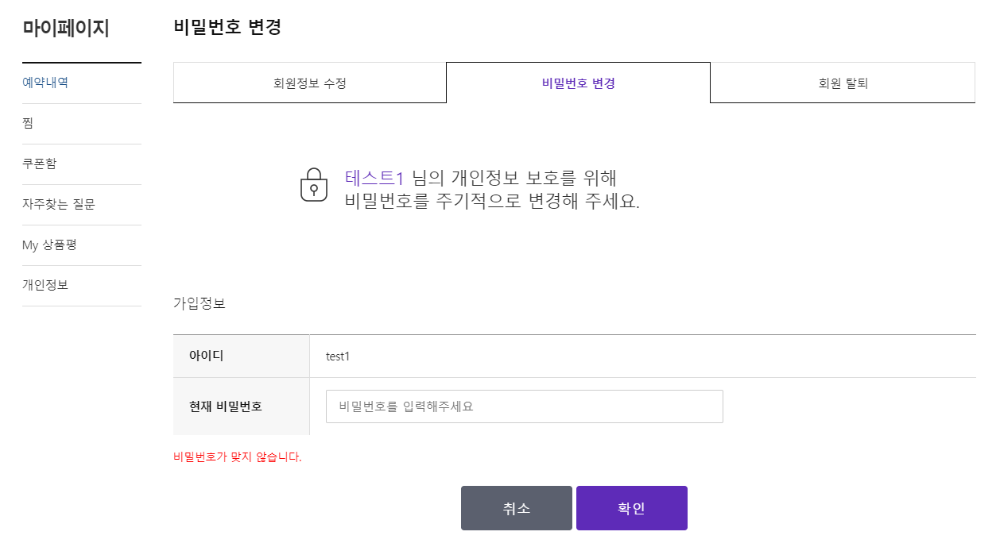 마이페이지
예약내역
찜
쿠폰함
자주찾는 질문
My 상품평
개인정보
비밀번호 변경
회원정보 수정
비밀번호 변경
회원 탈퇴
테스트1 님의 개인정보 보호를 위해
비밀번호를 주기적으로 변경해 주세요.
가입정보
아이디 test1
현재 비밀번호 비밀번호를 입력해주세요
비밀번호가 맞지 않습니다.
취소 확인